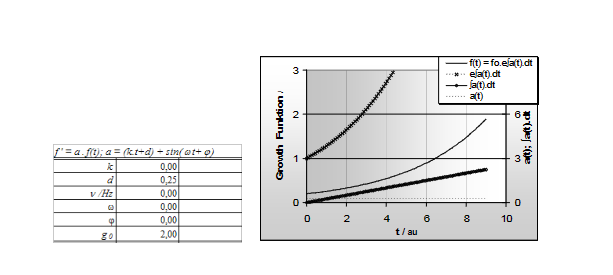 f' = a . f(t); a = (k.t+d) + sin(ωt+ φ)
k 0,00
d 0,25
ν /Hz 0,00
ω 0,00
φ 0,00
g₀ 2,00
f(t) = fo.e∫a(t).dt
e∫a(t).dt
∫a(t).dt
a(t)
Growth Funktion /
3
2
1
0
6
3
0
a(t); ∫a(t).dt
0 2 4 6 8 10
t / au